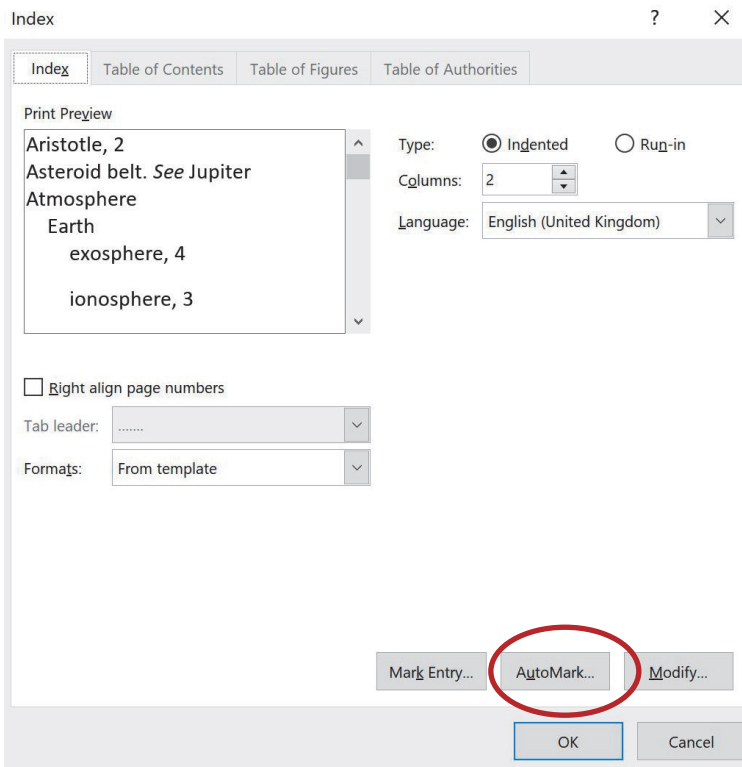 Index ? ×
Index Table of Contents Table of Figures Table of Authorities
Print Preview
Aristotle, 2
Asteroid belt. See Jupiter
Atmosphere
Earth
exosphere, 4
ionosphere, 3
Type: Indented Run-in
Columns: 2
Language: English (United Kingdom)
Right align page numbers
Tab leader: .......
Formats: From template
Mark Entry... AutoMark... Modify...
OK Cancel